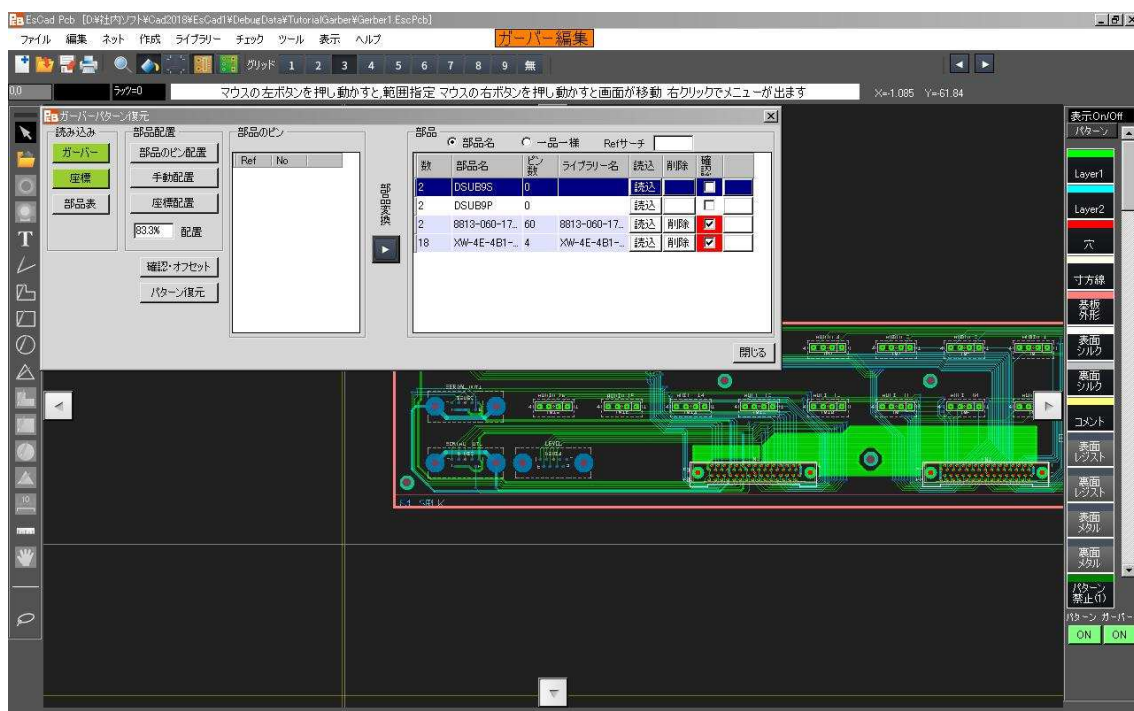 EsCad Pcb [D:¥社内ソフト¥Cad2018¥EsCad1¥DebugData¥TutorialGarber¥Gerber1.EscPcb]
ファイル 編集 ネット 作成 ライブラリー チェック ツール 表示 ヘルプ ガーバー編集
グリッド 1 2 3 4 5 6 7 8 9 無
0,0 ラッツ=0 マウスの左ボタンを押し動かすと,範囲指定 マウスの右ボタンを押し動かすと画面が移動 右クリックでメニューが出ます X=-1.085 Y=-61.84
ガーバーパターン復元
読み込み
ガーバー
座標
部品表
部品配置
部品のピン配置
手動配置
座標配置
83.3% 配置
確認・オフセット
パターン復元
部品のピン
Ref No
部品変換
部品
部品名 一品一様 Refサーチ
数 部品名 ピン数 ライブラリー名 読込 削除 確認
2 DSUB9S 0 読込
2 DSUB9P 0 読込
2 8813-060-17... 60 8813-060-17... 読込 削除
18 XW-4E-4B1-... 4 XW-4E-4B1-... 読込 削除
閉じる
T
10
LEVEL
表示On/Off
パターン
Layer1
Layer2
穴
寸方線
基板
外形
表面
シルク
裏面
シルク
コメント
表面
レジスト
裏面
レジスト
表面
メタル
裏面
メタル
パターン
禁止(1)
パターン ガーバー
ON ON